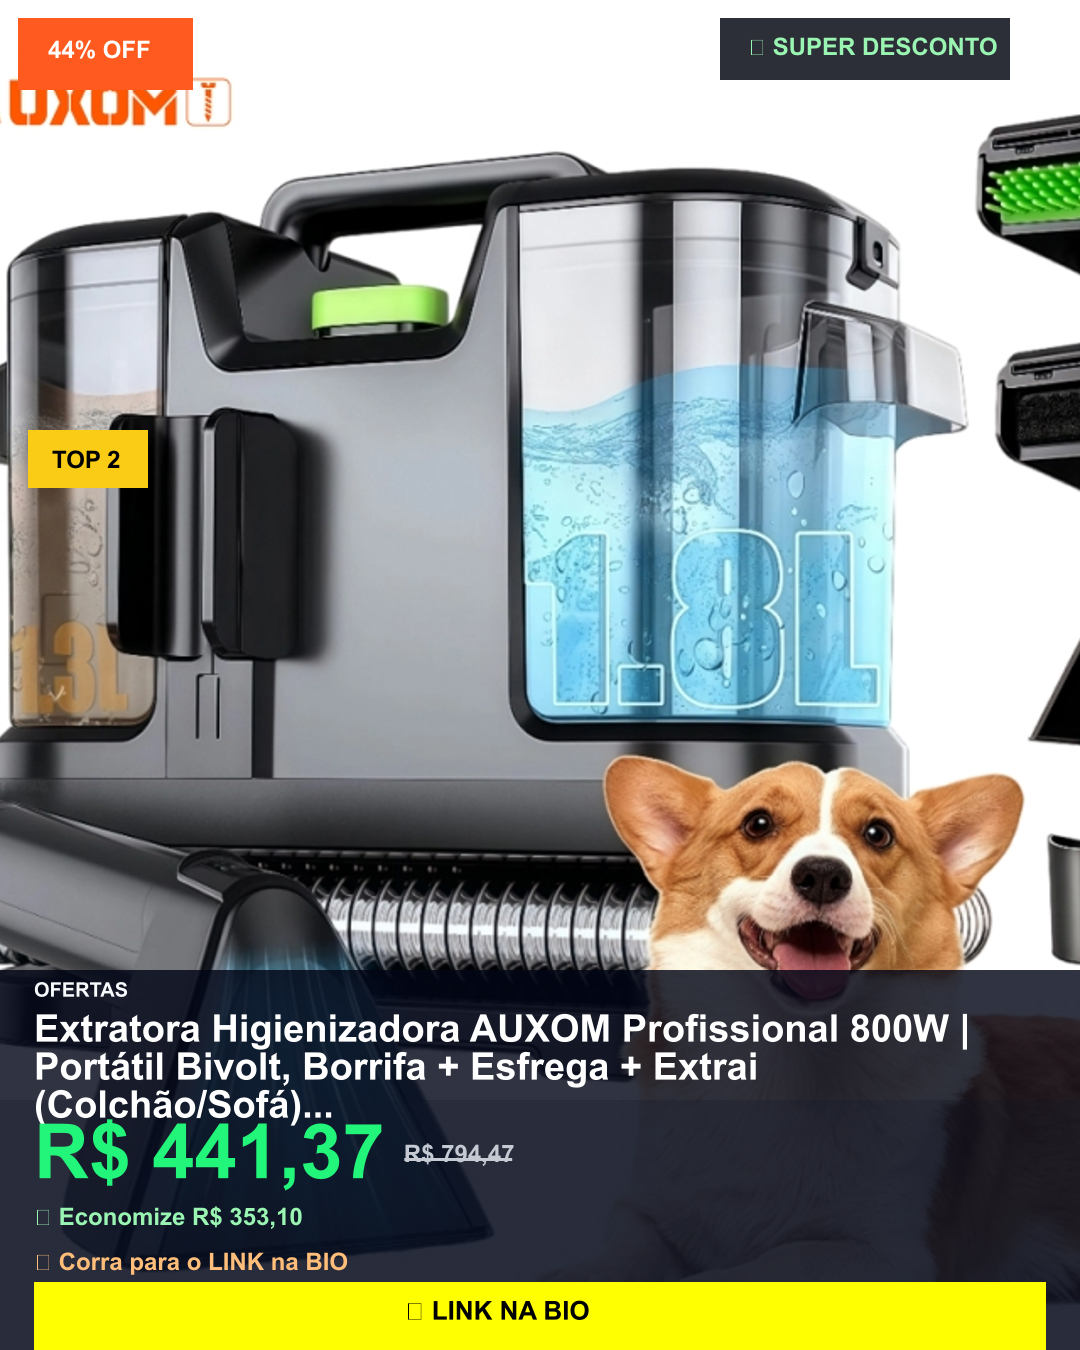 44% OFF
SUPER DESCONTO
AUXOM
TOP 2
1.8L
1.3L
OFERTAS
Extratora Higienizadora AUXOM Profissional 800W |
Portátil Bivolt, Borrifa + Esfrega + Extrai
(Colchão/Sofá)...
R$ 441,37 R$ 794,47
Economize R$ 353,10
Corra para o LINK na BIO
LINK NA BIO